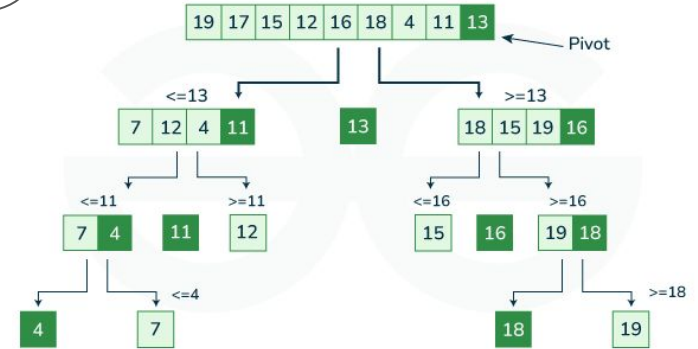 19 17 15 12 16 18 4 11 13
Pivot
<=13 >=13
7 12 4 11 13 18 15 19 16
<=11 >=11 <=16 >=16
7 4 11 12 15 16 19 18
<=4 >=18
4 7 18 19